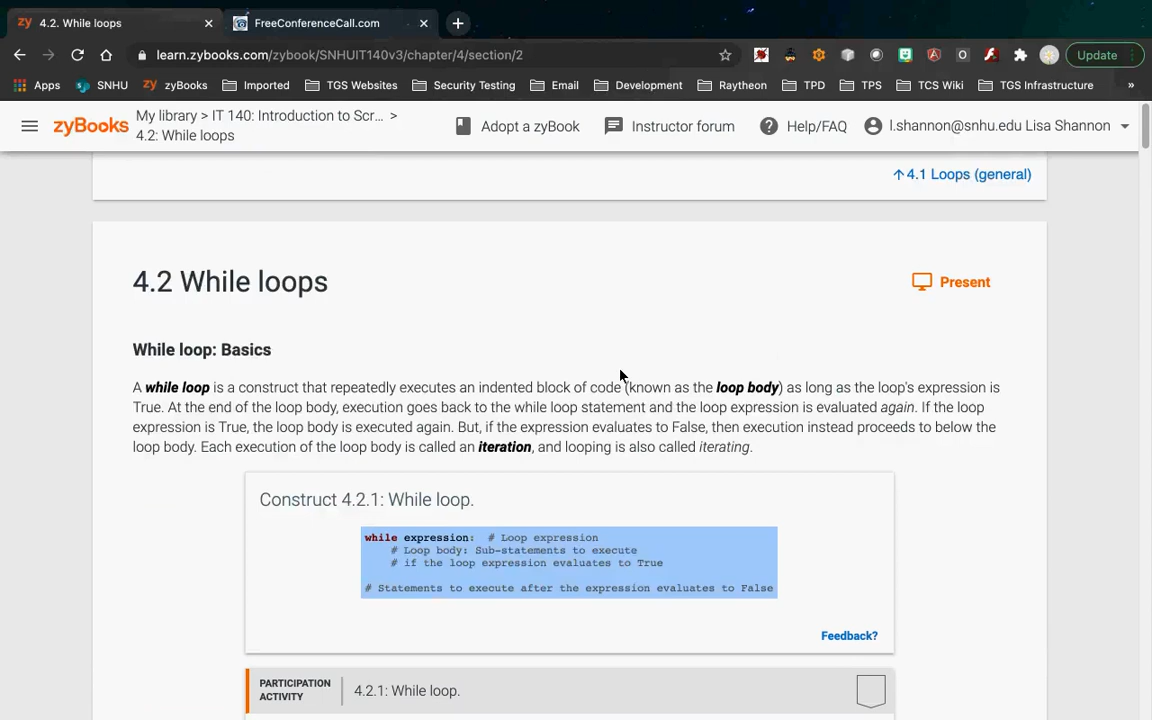 4.2. While loops
FreeConferenceCall.com
learn.zybooks.com/zybook/SNHUIT140v3/chapter/4/section/2
Update
Apps SNHU zyBooks Imported TGS Websites Security Testing Email Development Raytheon TPD TPS TCS Wiki TGS Infrastructure »
zyBooks
My library > IT 140: Introduction to Scr... >
4.2: While loops
Adopt a zyBook Instructor forum Help/FAQ l.shannon@snhu.edu Lisa Shannon
↑ 4.1 Loops (general)
4.2 While loops
Present
While loop: Basics
A while loop is a construct that repeatedly executes an indented block of code (known as the loop body) as long as the loop's expression is
True. At the end of the loop body, execution goes back to the while loop statement and the loop expression is evaluated again. If the loop
expression is True, the loop body is executed again. But, if the expression evaluates to False, then execution instead proceeds to below the
loop body. Each execution of the loop body is called an iteration, and looping is also called iterating.
Construct 4.2.1: While loop.
while expression: # Loop expression
# Loop body: Sub-statements to execute
# if the loop expression evaluates to True
# Statements to execute after the expression evaluates to False
Feedback?
PARTICIPATION
ACTIVITY
4.2.1: While loop.